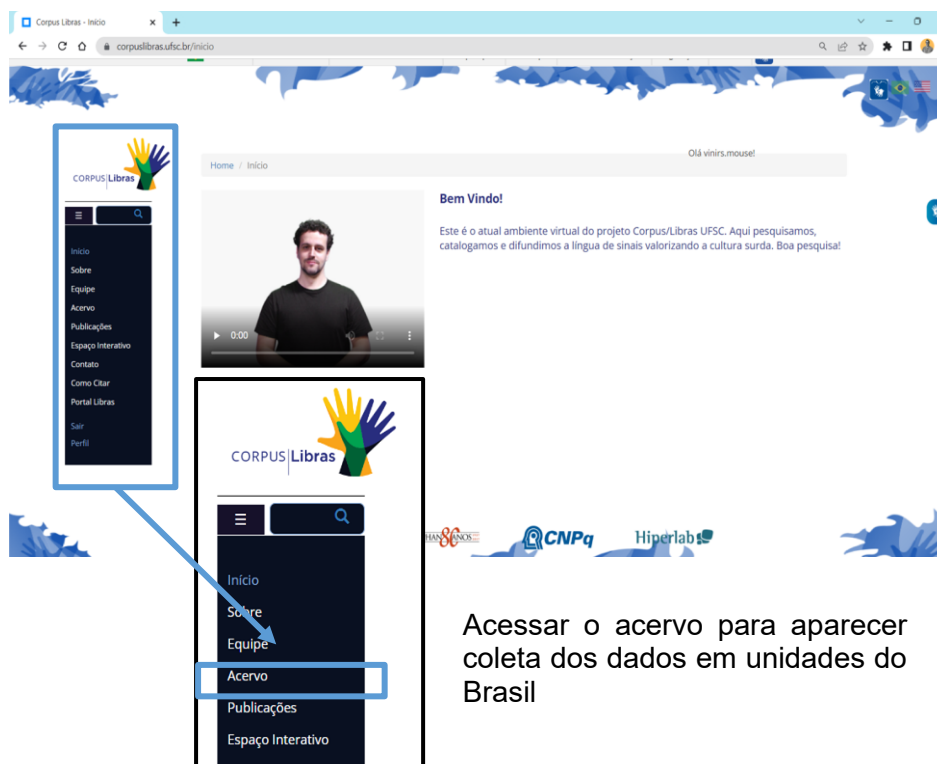 Corpus Libras - Início
corpuslibras.ufsc.br/inicio
CORPUS Libras
Início
Sobre
Equipe
Acervo
Publicações
Espaço Interativo
Contato
Como Citar
Portal Libras
Sair
Perfil
Olá vinirs.mouse!
Home / Início
Bem Vindo!
Este é o atual ambiente virtual do projeto Corpus/Libras UFSC. Aqui pesquisamos,
catalogamos e difundimos a língua de sinais valorizando a cultura surda. Boa pesquisa!
0:00
CORPUS Libras
Início
Sobre
Equipe
Acervo
Publicações
Espaço Interativo
CNPq
Hiperlab
Acessar o acervo para aparecer
coleta dos dados em unidades do
Brasil